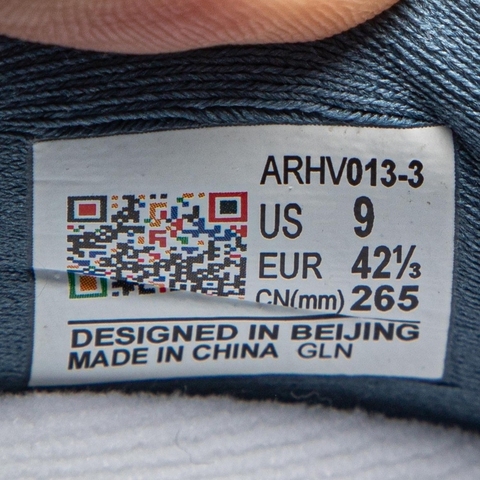 ARHV013-3
US 9
EUR 42⅓
CN(mm) 265
DESIGNED IN BEIJING
MADE IN CHINA GLN